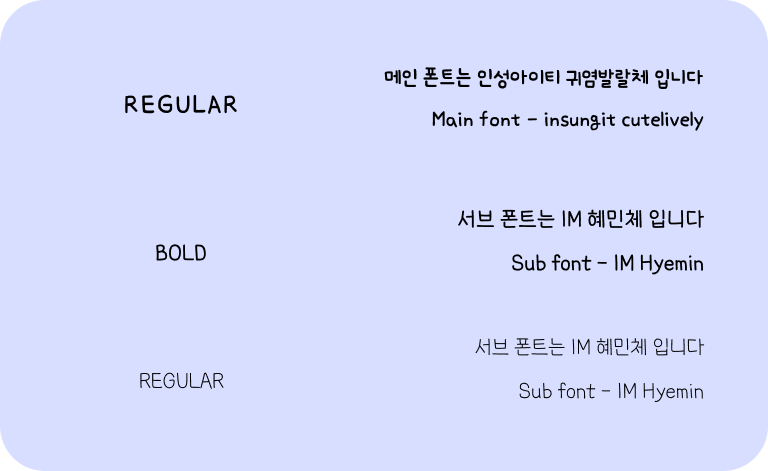 메인 폰트는 인성아이티 귀염발랄체 입니다
REGULAR
Main font - insungit cutelively
서브 폰트는 IM 혜민체 입니다
BOLD
Sub font - IM Hyemin
서브 폰트는 IM 혜민체 입니다
REGULAR
Sub font - IM Hyemin